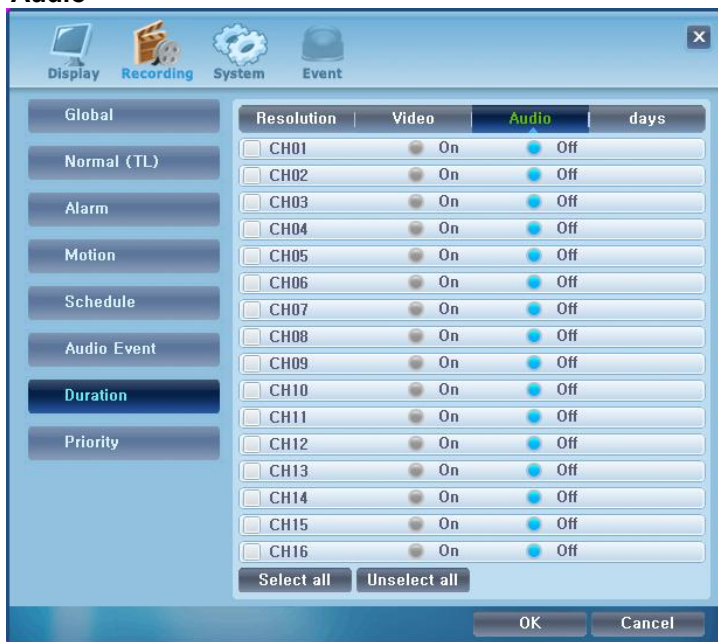 Audio
Display Recording System Event
Global
Normal (TL)
Alarm
Motion
Schedule
Audio Event
Duration
Priority
Resolution Video Audio days
CH01 On Off
CH02 On Off
CH03 On Off
CH04 On Off
CH05 On Off
CH06 On Off
CH07 On Off
CH08 On Off
CH09 On Off
CH10 On Off
CH11 On Off
CH12 On Off
CH13 On Off
CH14 On Off
CH15 On Off
CH16 On Off
Select all Unselect all
OK Cancel